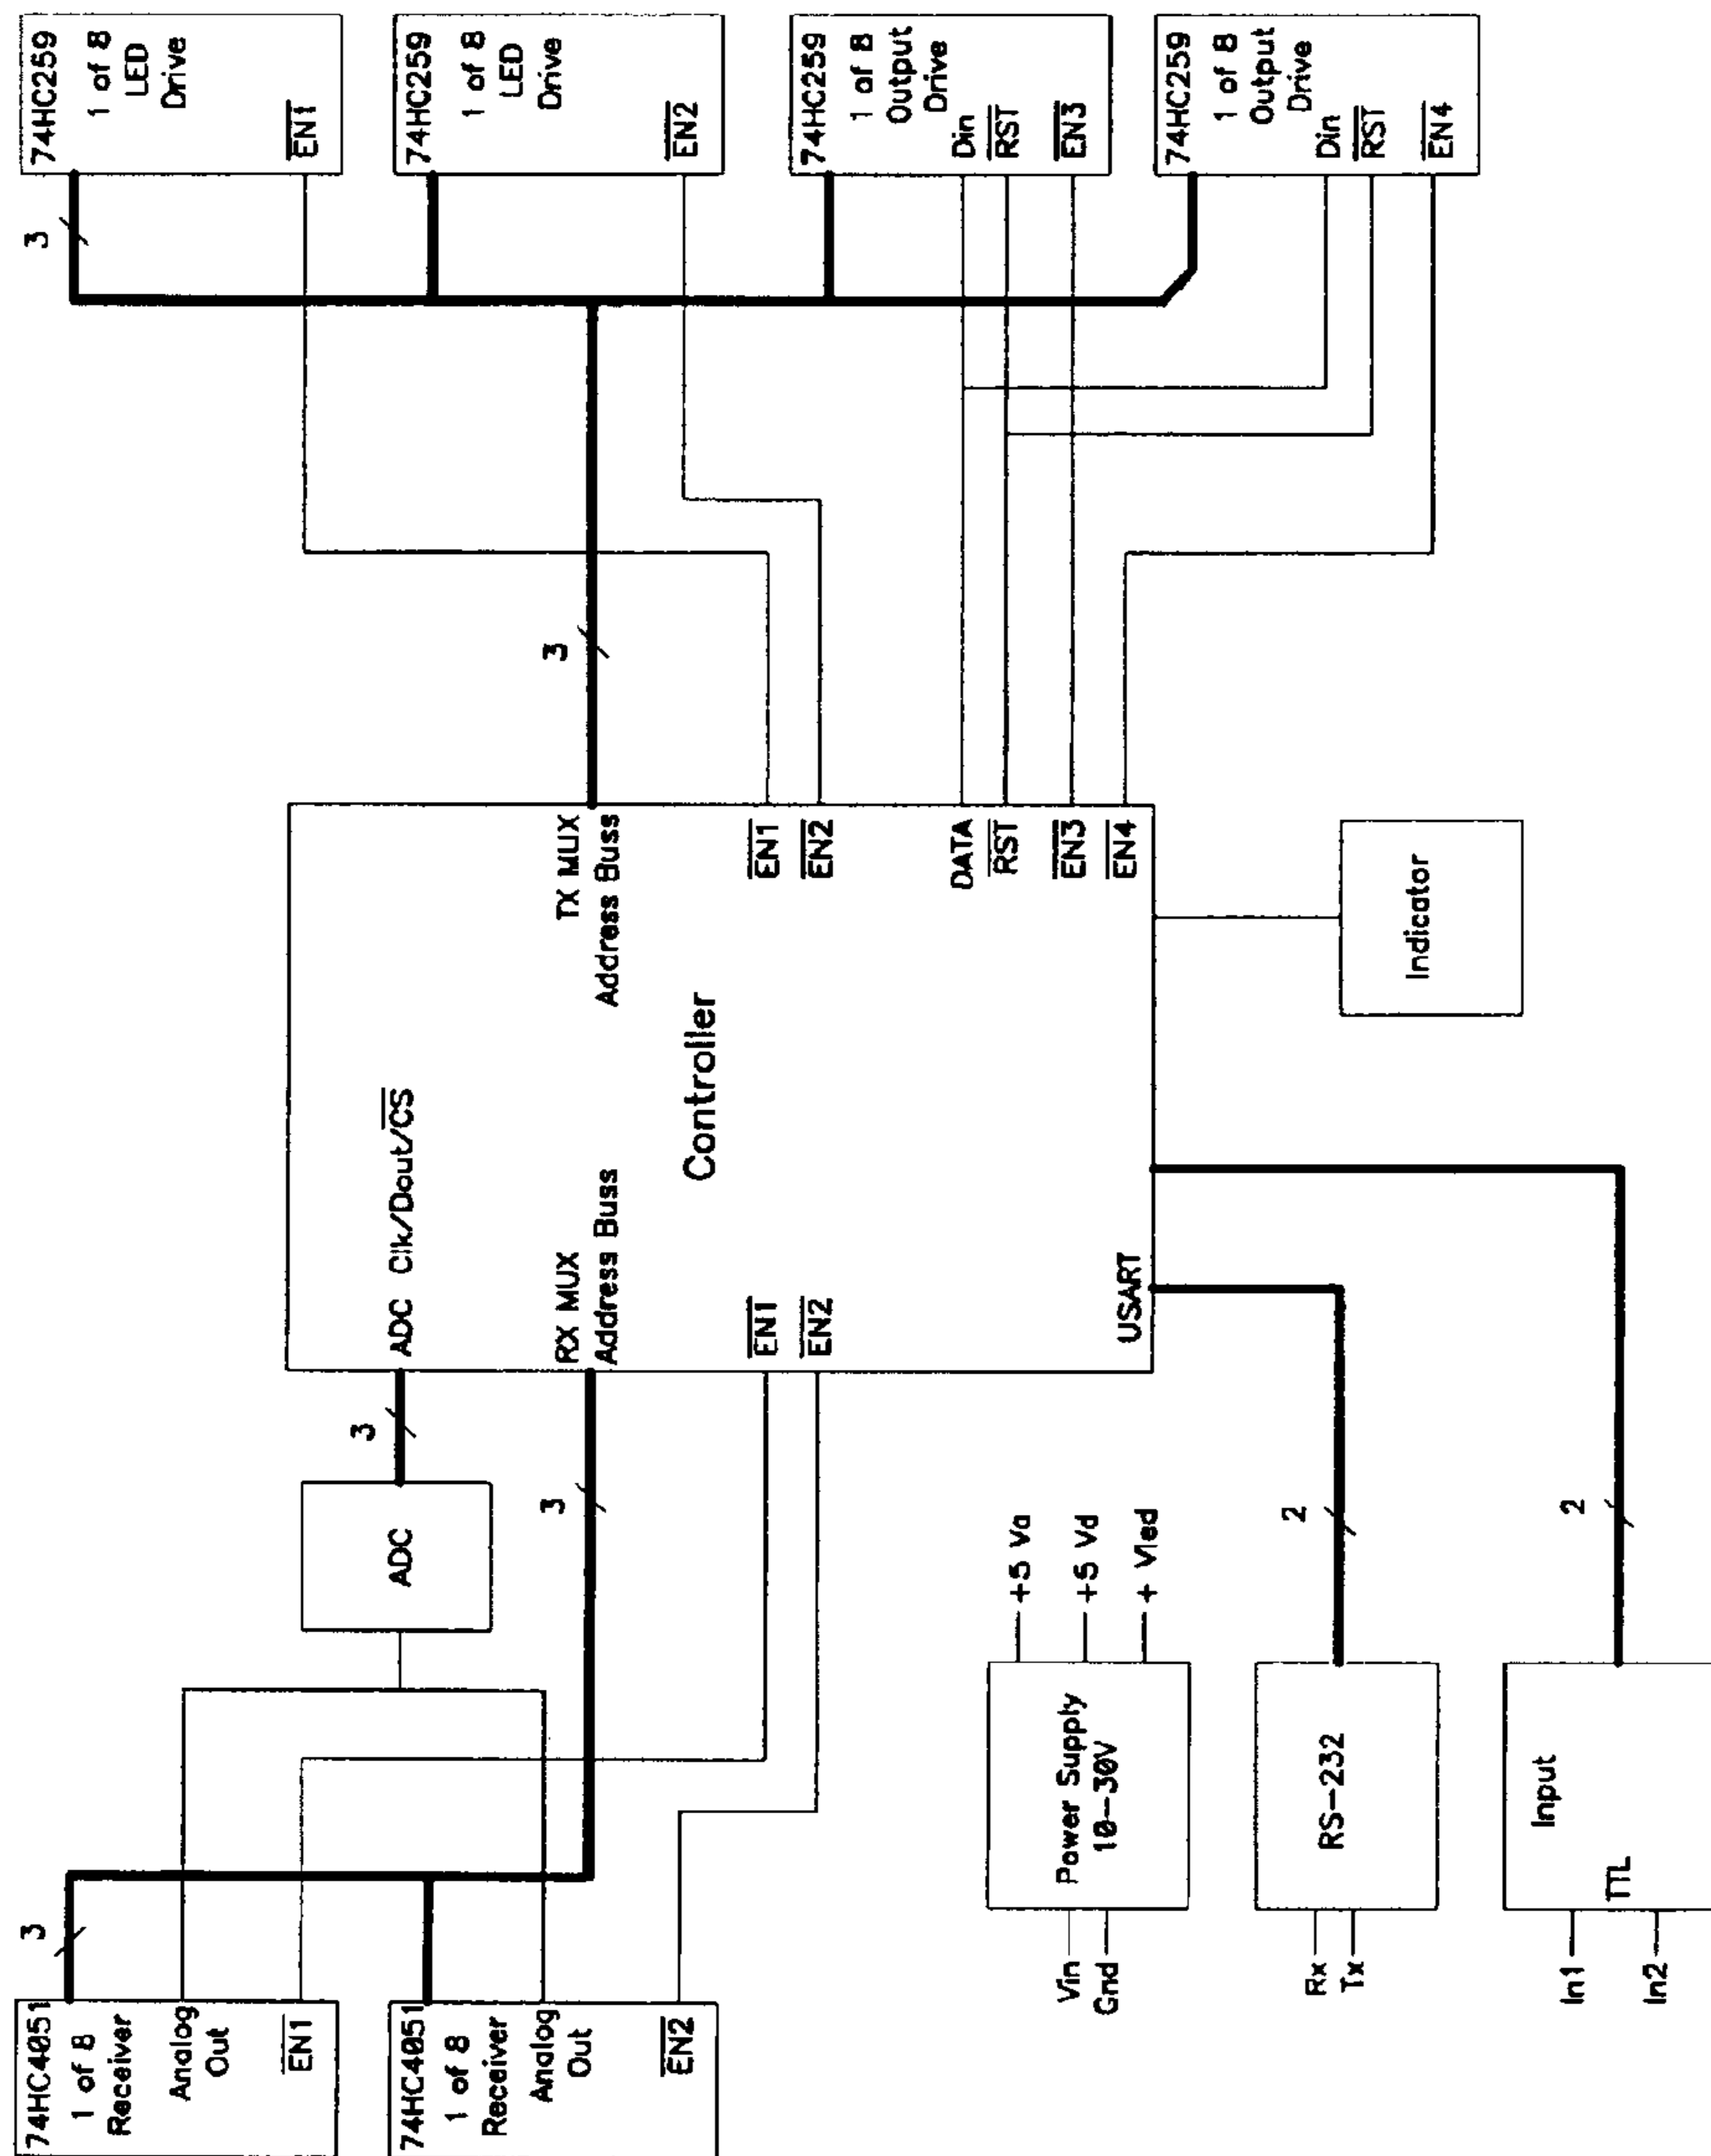 74HC4051
1 of 8
Receiver
Analog
Out
EN1
74HC4051
1 of 8
Receiver
Analog
Out
EN2
3
ADC
3
3
ADC Clk/Dout/CS
RX MUX
Address Buss
EN1
EN2
USART
Controller
TX MUX
Address Buss
EN1
EN2
DATA
RST
EN3
EN4
3
3
74HC259
1 of 8
LED
Drive
EN1
74HC259
1 of 8
LED
Drive
EN2
74HC259
1 of 8
Output
Drive
Din
RST
EN3
74HC259
1 of 8
Output
Drive
Din
RST
EN4
Vin
Gnd
Power Supply
10-30V
+5 Va
+5 Vd
+ Vled
Rx
Tx
RS-232
2
In1
In2
TTL
Input
2
Indicator